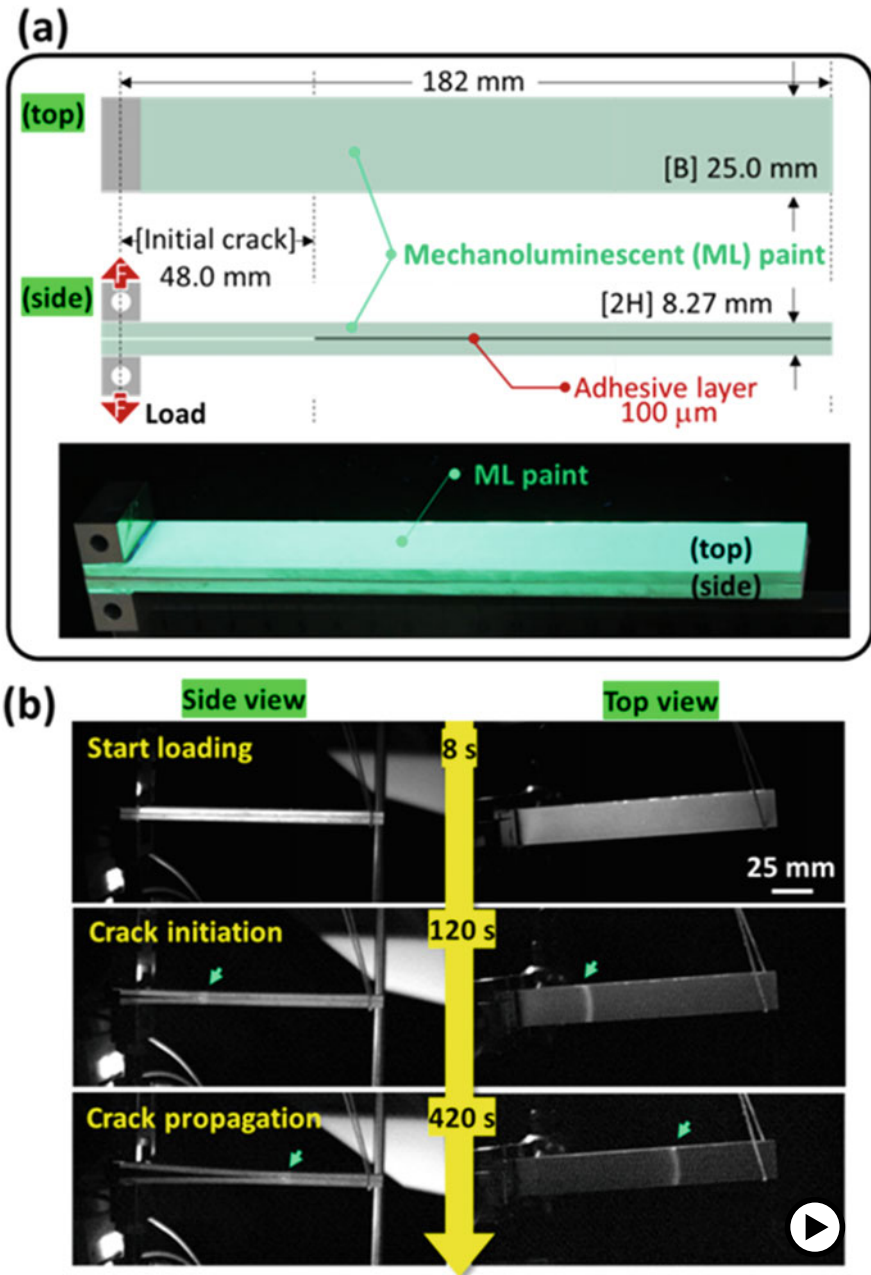 (a)
182 mm
(top)
[B] 25.0 mm
[Initial crack]
48.0 mm
Mechanoluminescent (ML) paint
F
(side)
[2H] 8.27 mm
Adhesive layer
100 μm
F
Load
ML paint
(top)
(side)
(b)
Side view
Top view
Start loading
8 s
25 mm
Crack initiation
120 s
Crack propagation
420 s